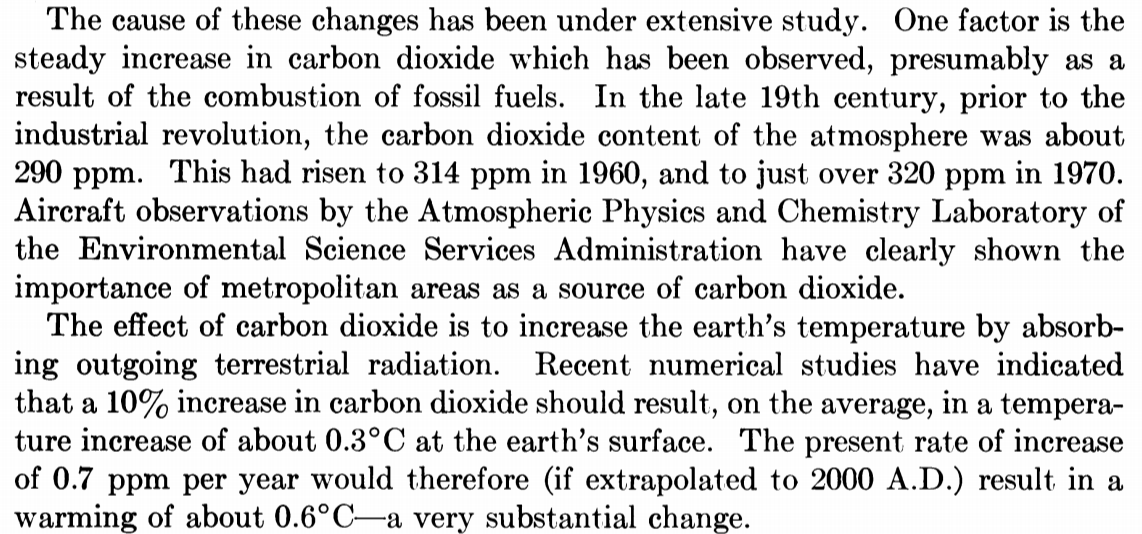 The cause of these changes has been under extensive study. One factor is the
steady increase in carbon dioxide which has been observed, presumably as a
result of the combustion of fossil fuels. In the late 19th century, prior to the
industrial revolution, the carbon dioxide content of the atmosphere was about
290 ppm. This had risen to 314 ppm in 1960, and to just over 320 ppm in 1970.
Aircraft observations by the Atmospheric Physics and Chemistry Laboratory of
the Environmental Science Services Administration have clearly shown the
importance of metropolitan areas as a source of carbon dioxide.
The effect of carbon dioxide is to increase the earth's temperature by absorb-
ing outgoing terrestrial radiation. Recent numerical studies have indicated
that a 10% increase in carbon dioxide should result, on the average, in a tempera-
ture increase of about 0.3°C at the earth's surface. The present rate of increase
of 0.7 ppm per year would therefore (if extrapolated to 2000 A.D.) result in a
warming of about 0.6°C—a very substantial change.